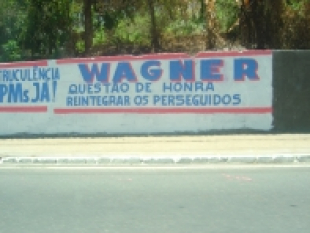 TRUCULÊNCIA
PMs JÁ!
WAGNER
QUESTÃO DE HONRA
REINTEGRAR OS PERSEGUIDOS